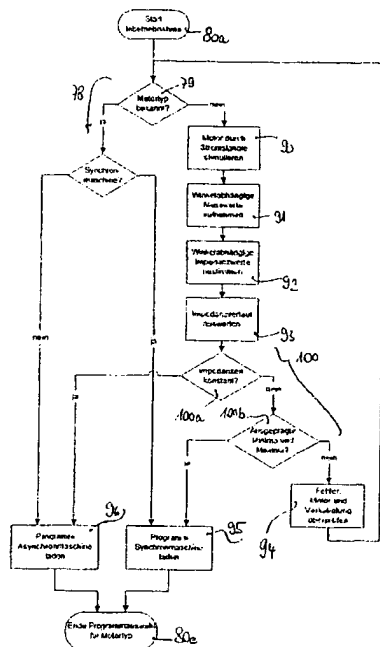 Start
Inbetriebnahme
80a
78
79
Motortyp
bekannt?
nein
ja
Motor durch
stimulieren
90
Synchron-
maschine?
Winkelabhängige
Messwerte
aufnehmen
91
Winkelabhängige
Impedanzwerte
bestimmen
92
Impedanzverlauf
auswerten
93
nein
ja
100
Impedanzen
konstant?
nein
100a
100b
ja
Ausgeprägte
Minima und
Maxima?
nein
ja
Fehler,
Motor und
Verkabelung
überprüfen
94
96
Programm
Asynchronmaschine
laden
Programm
Synchronmaschine
laden
95
Ende Programmauswahl
für Motortyp
80e